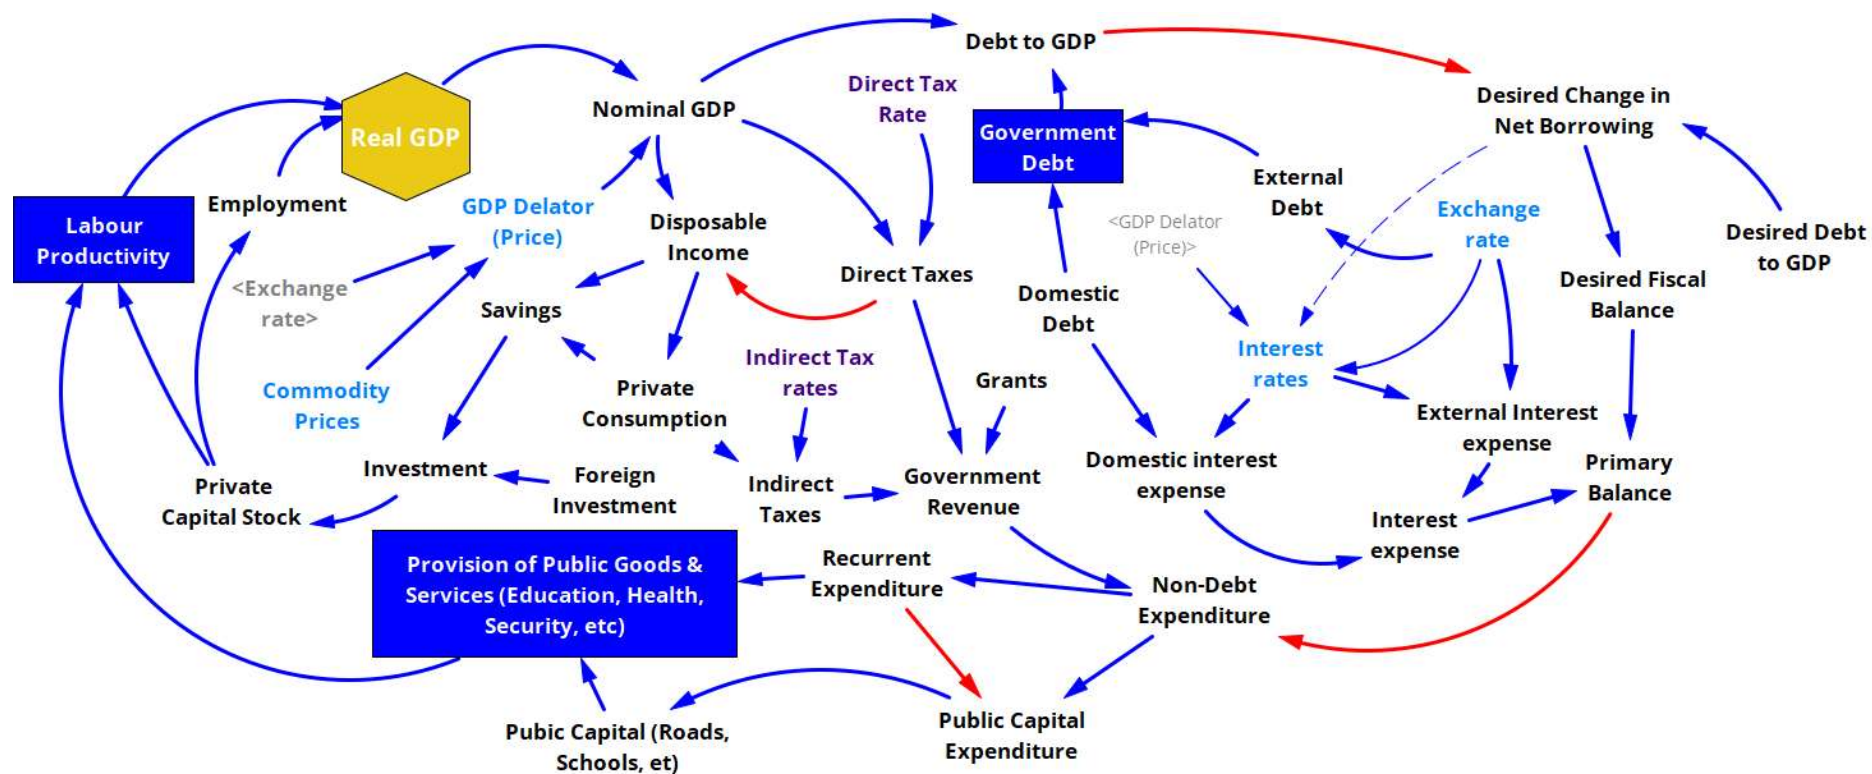 Debt to GDP
Direct Tax
Rate
Nominal GDP
Desired Change in
Net Borrowing
Real GDP
Government
Debt
External
Debt
Employment
GDP Delator
(Price)
Disposable
Income
<GDP Delator
(Price)>
Exchange
rate
Desired Debt
to GDP
Labour
Productivity
<Exchange
rate>
Savings
Direct Taxes
Domestic
Debt
Desired Fiscal
Balance
Commodity
Prices
Private
Consumption
Indirect Tax
rates
Grants
Interest
rates
External Interest
expense
Private
Capital Stock
Investment
Foreign
Investment
Indirect
Taxes
Government
Revenue
Domestic interest
expense
Interest
expense
Primary
Balance
Provision of Public Goods &
Services (Education, Health,
Security, etc)
Recurrent
Expenditure
Non-Debt
Expenditure
Pubic Capital (Roads,
Schools, et)
Public Capital
Expenditure